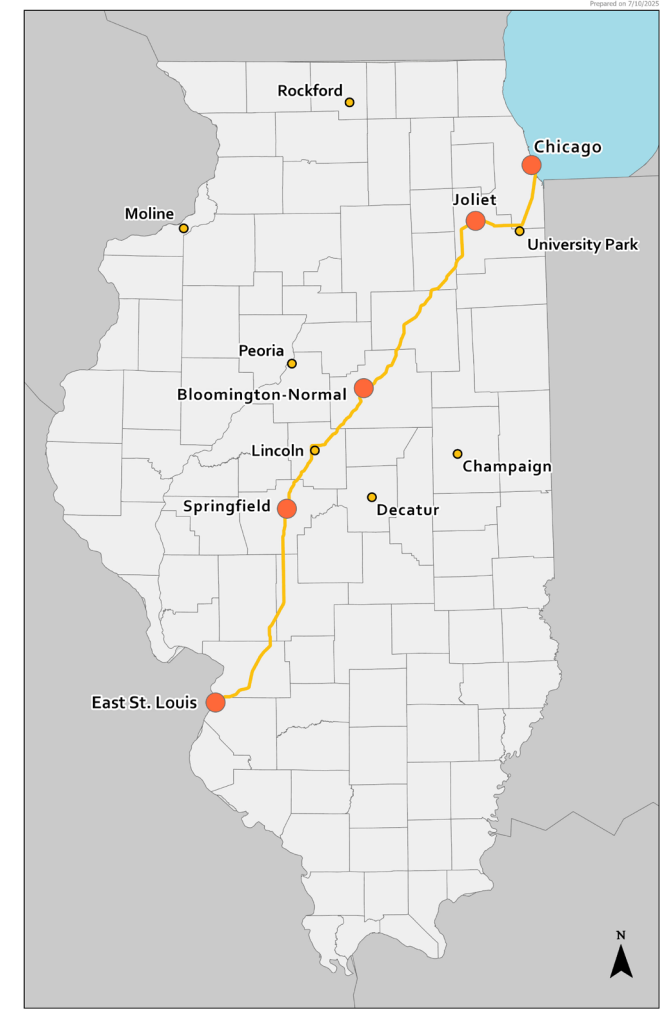 Prepared on 7/10/2025
Rockford
Chicago
Joliet
Moline
University Park
Peoria
Bloomington-Normal
Lincoln
Champaign
Springfield
Decatur
East St. Louis
N